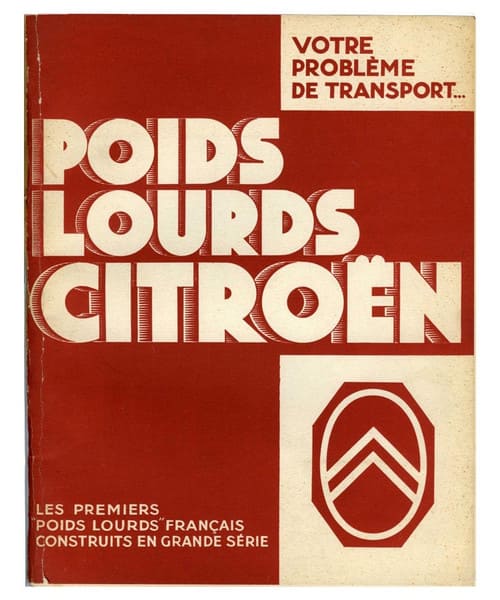 VOTRE
PROBLÈME
DE TRANSPORT...
POIDS
LOURDS
CITROËN
LES PREMIERS
"POIDS LOURDS" FRANÇAIS
CONSTRUITS EN GRANDE SÉRIE